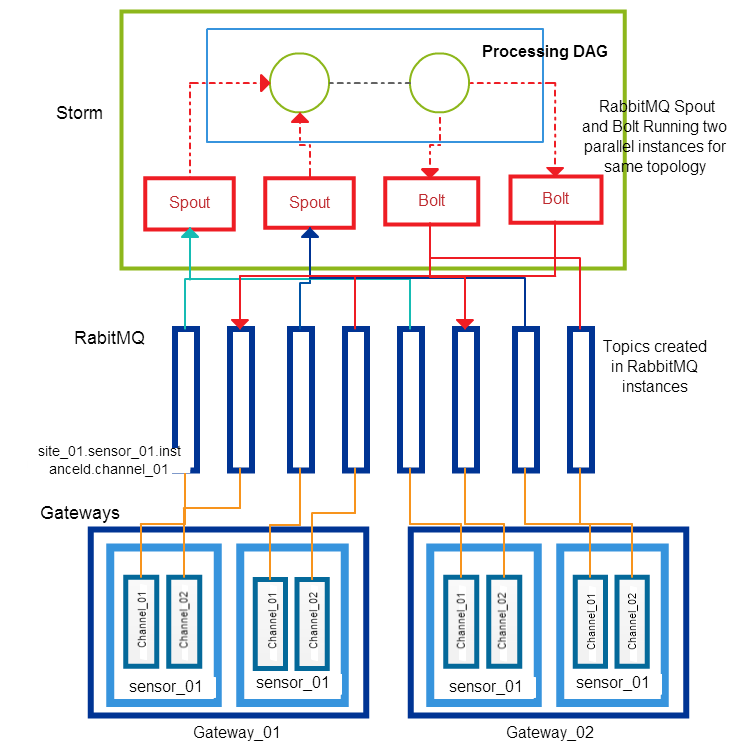 Processing DAG
Storm
RabbitMQ Spout
and Bolt Running two
parallel instances for
same topology
Spout
Spout
Bolt
Bolt
RabitMQ
Topics created
in RabbitMQ
instances
site_01.sensor_01.inst
anceId.channel_01
Gateways
Channel_01
Channel_02
Channel_01
Channel_02
Channel_01
Channel_02
Channel_01
Channel_02
sensor_01
sensor_01
sensor_01
sensor_01
Gateway_01
Gateway_02